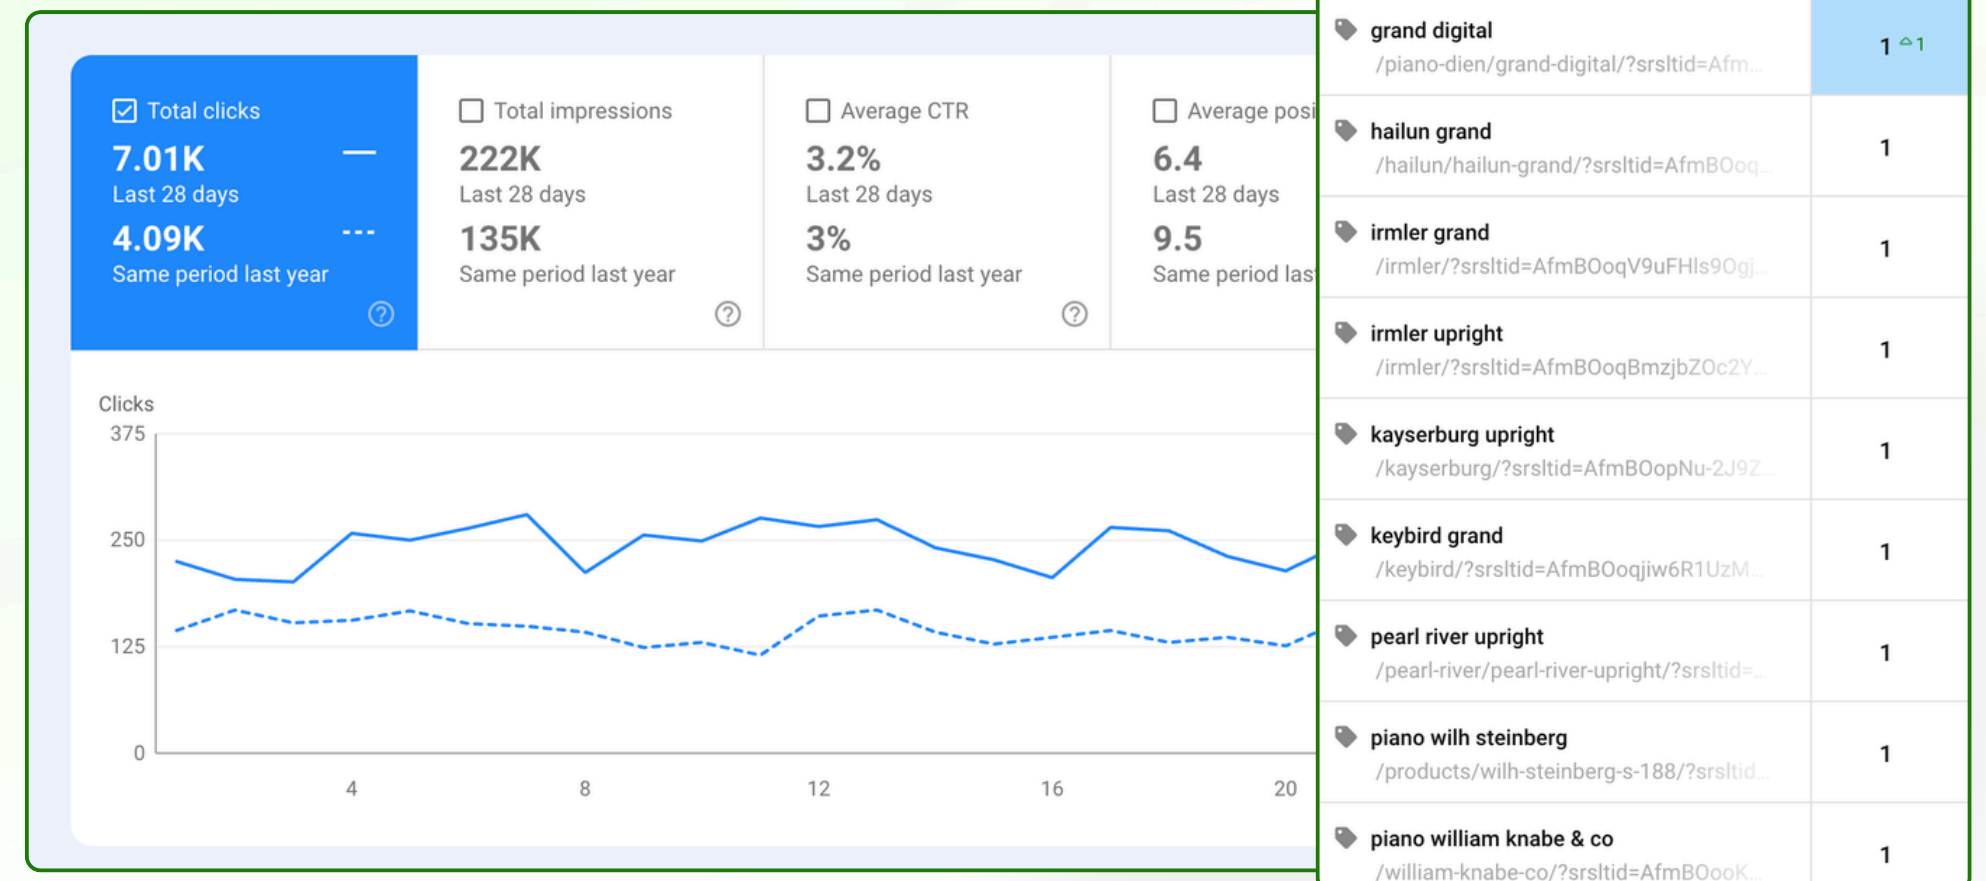 Total clicks
7.01K
Last 28 days
4.09K
Same period last year
Total impressions
222K
Last 28 days
135K
Same period last year
Average CTR
3.2%
Last 28 days
3%
Same period last year
Average posi
6.4
Last 28 days
9.5
Same period las
Clicks
375
250
125
0
4 8 12 16 20
grand digital 1 1
/piano-dien/grand-digital/?srsltid=Afm...
hailun grand 1
/hailun/hailun-grand/?srsltid=AfmBOoq...
irmler grand 1
/irmler/?srsltid=AfmBOoqV9uFHls9Ogj...
irmler upright 1
/irmler/?srsltid=AfmBOoqBmzjbZOc2Y...
kayserburg upright 1
/kayserburg/?srsltid=AfmBOopNu-2J9Z...
keybird grand 1
/keybird/?srsltid=AfmBOoqjiw6R1UzM...
pearl river upright 1
/pearl-river/pearl-river-upright/?srsltid=...
piano wilh steinberg 1
/products/wilh-steinberg-s-188/?srsltid...
piano william knabe & co 1
/william-knabe-co/?srsltid=AfmBOooK...